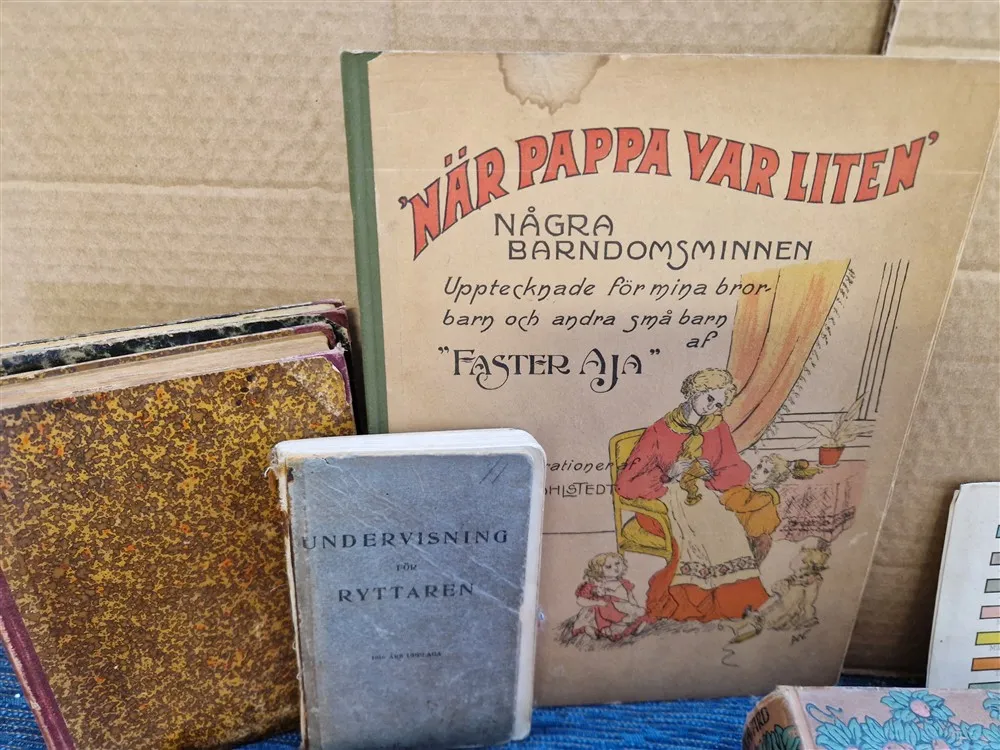 'NÄR PAPPA VAR LITEN'
NÅGRA
BARNDOMSMINNEN
Upptecknade för mina bror-
barn och andra små barn
af
"FASTER AJA"
UNDERVISNING
FÖR
RYTTAREN